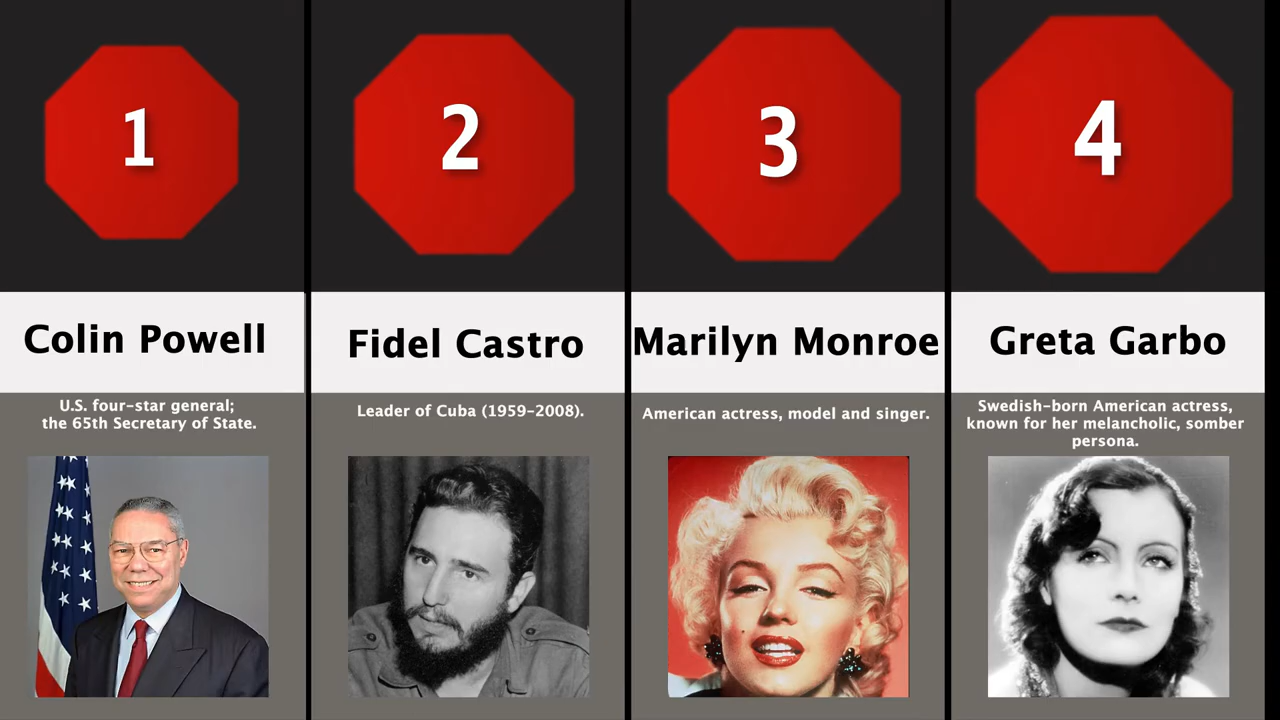 1
2
3
4
Colin Powell
Fidel Castro
Marilyn Monroe
Greta Garbo
U.S. four-star general;
the 65th Secretary of State.
Leader of Cuba (1959-2008).
American actress, model and singer.
Swedish-born American actress,
known for her melancholic, somber
persona.